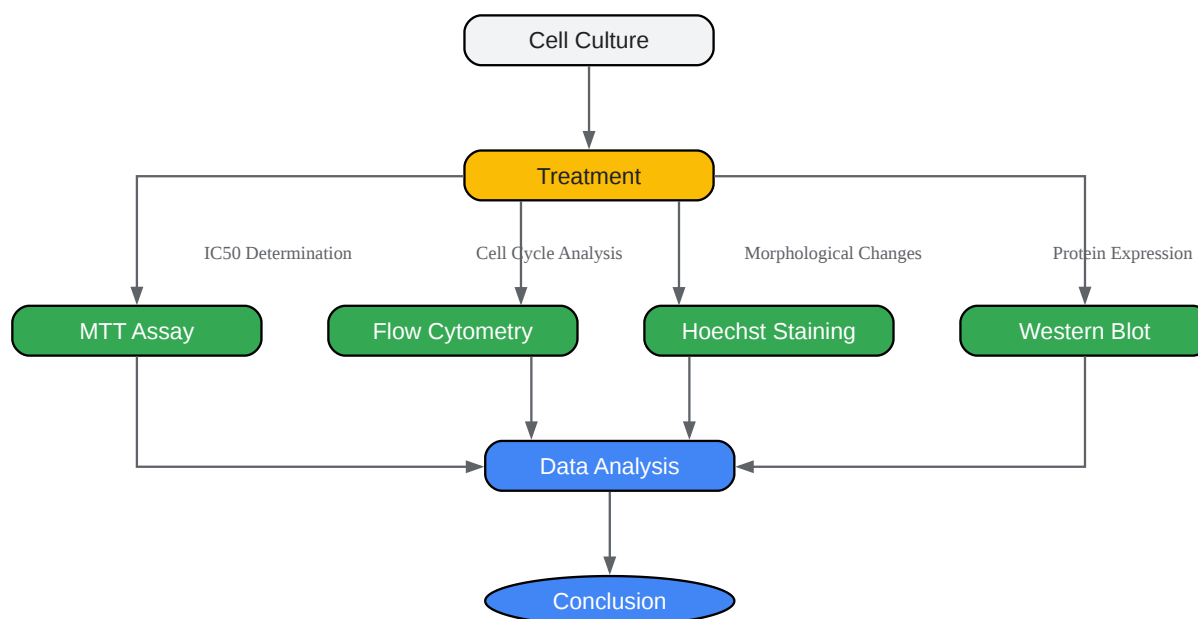 Cell Culture
Treatment
IC50 Determination
Cell Cycle Analysis
Morphological Changes
Protein Expression
MTT Assay
Flow Cytometry
Hoechst Staining
Western Blot
Data Analysis
Conclusion